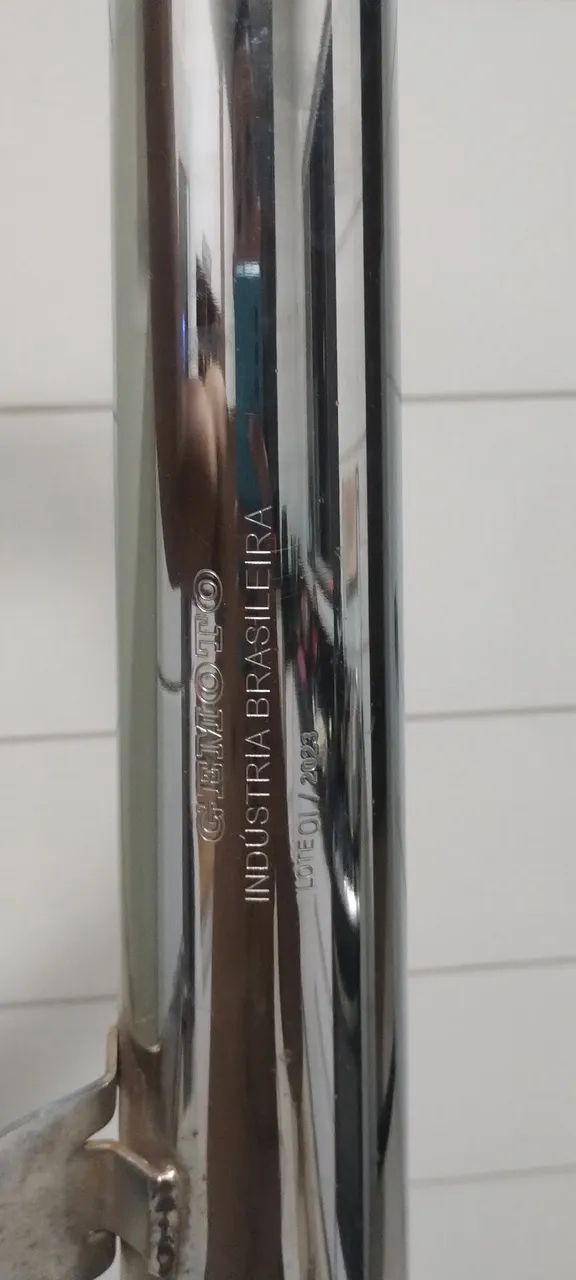 GEMOTO
INDÚSTRIA BRASILEIRA
LOTE 01 / 2023